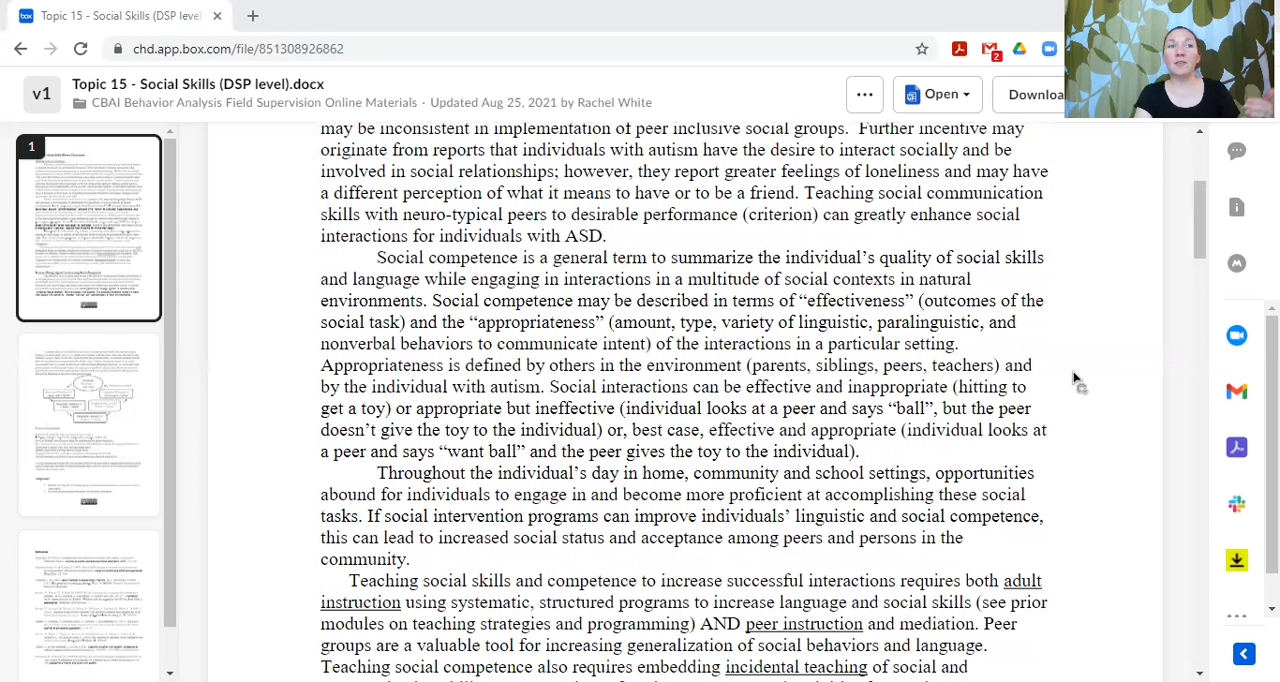 Topic 15 - Social Skills (DSP level
chd.app.box.com/file/851308926862
2
v1
Topic 15 - Social Skills (DSP level).docx
CBAI Behavior Analysis Field Supervision Online Materials · Updated Aug 25, 2021 by Rachel White
Open
Downloa
1
may be inconsistent in implementation of peer inclusive social groups. Further incentive may
originate from reports that individuals with autism have the desire to interact socially and be
involved in social relationships; however, they report greater feelings of loneliness and may have
a different perception of what it means to have or to be a friend. Teaching social communication
skills with neuro-typical peers of desirable performance (criteria) can greatly enhance social
interactions for individuals with ASD.
Social competence is general term to summarize the individual's quality of social skills
and language while engaging in interaction in a multitude of social contexts in natural
environments. Social competence may be described in terms of “effectiveness” (outcomes of the
social task) and the “appropriateness” (amount, type, variety of linguistic, paralinguistic, and
nonverbal behaviors to communicate intent) of the interactions in a particular setting.
Appropriateness is determined by others in the environment (parents, siblings, peers, teachers) and
by the individual with autism. Social interactions can be effective and inappropriate (hitting to
get a toy) or appropriate but ineffective (individual looks at a peer and says “ball”, but the peer
doesn't give the toy to the individual) or, best case, effective and appropriate (individual looks at
a peer and says “want ball” and the peer gives the toy to the individual).
Throughout the individual's day in home, community and school settings, opportunities
abound for individuals to engage in and become more proficient at accomplishing these social
tasks. If social intervention programs can improve individuals' linguistic and social competence,
this can lead to increased social status and acceptance among peers and persons in the
community.
Teaching social skills and competence to increase social interactions requires both adult
instruction using systematic structured programs including language and social skills (see prior
modules on teaching strategies and programming) AND peer instruction and mediation. Peer
training is valuable for increasing generalization of social behaviors and language.
Teaching social competence also requires embedding incidental teaching of social and